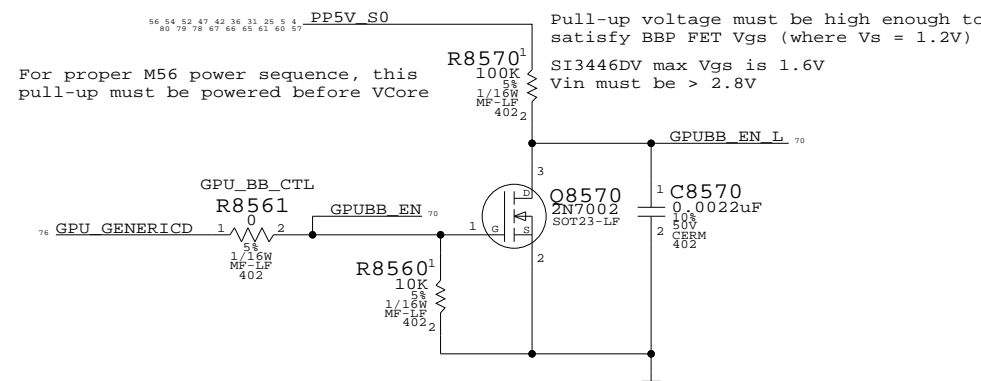 56 54 52 47 42 36 31 25 5 4
80 79 78 67 66 65 61 60 57
PP5V_S0
Pull-up voltage must be high enough to
satisfy BBP FET Vgs (where Vs = 1.2V)
SI3446DV max Vgs is 1.6V
Vin must be > 2.8V
For proper M56 power sequence, this
pull-up must be powered before VCore
R8570
1
100K
5%
1/16W
MF-LF
402
2
GPUBB_EN_L 70
3
D
Q8570
2N7002
SOT23-LF
1 G S
2
1 C8570
0.0022uF
10%
50V
2 CERM
402
GPU_BB_CTL
R8561
76 GPU_GENERICD 1 0 2
5%
1/16W
MF-LF
402
GPUBB_EN 70
R8560
1
10K
5%
1/16W
MF-LF
402
2